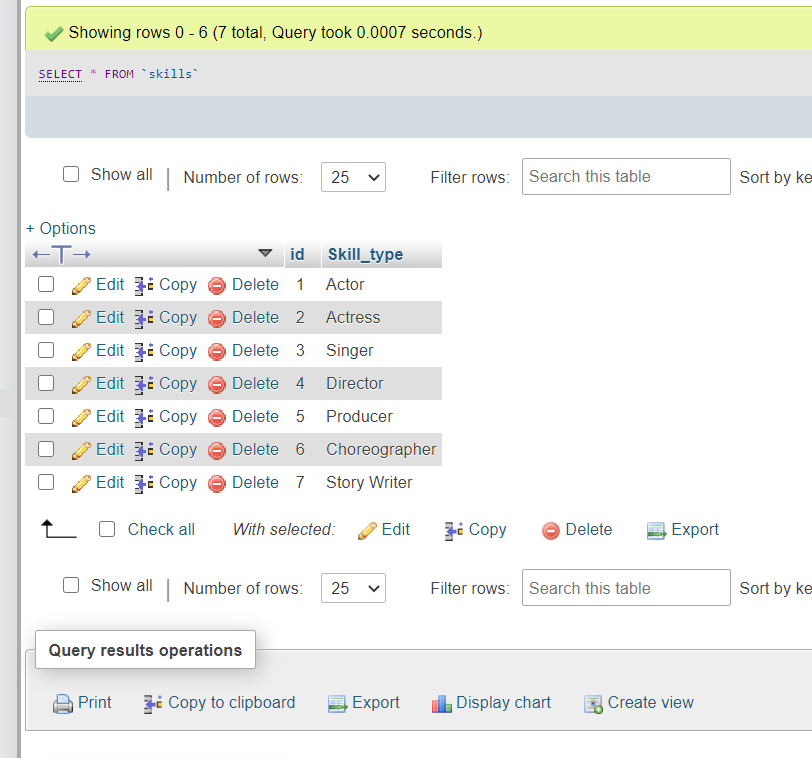 Showing rows 0 - 6 (7 total, Query took 0.0007 seconds.)
SELECT * FROM `skills`
Show all | Number of rows: 25 Filter rows: Search this table Sort by ke
+ Options
←T→ id Skill_type
Edit Copy Delete 1 Actor
Edit Copy Delete 2 Actress
Edit Copy Delete 3 Singer
Edit Copy Delete 4 Director
Edit Copy Delete 5 Producer
Edit Copy Delete 6 Choreographer
Edit Copy Delete 7 Story Writer
Check all With selected: Edit Copy Delete Export
Show all | Number of rows: 25 Filter rows: Search this table Sort by ke
Query results operations
Print Copy to clipboard Export Display chart Create view